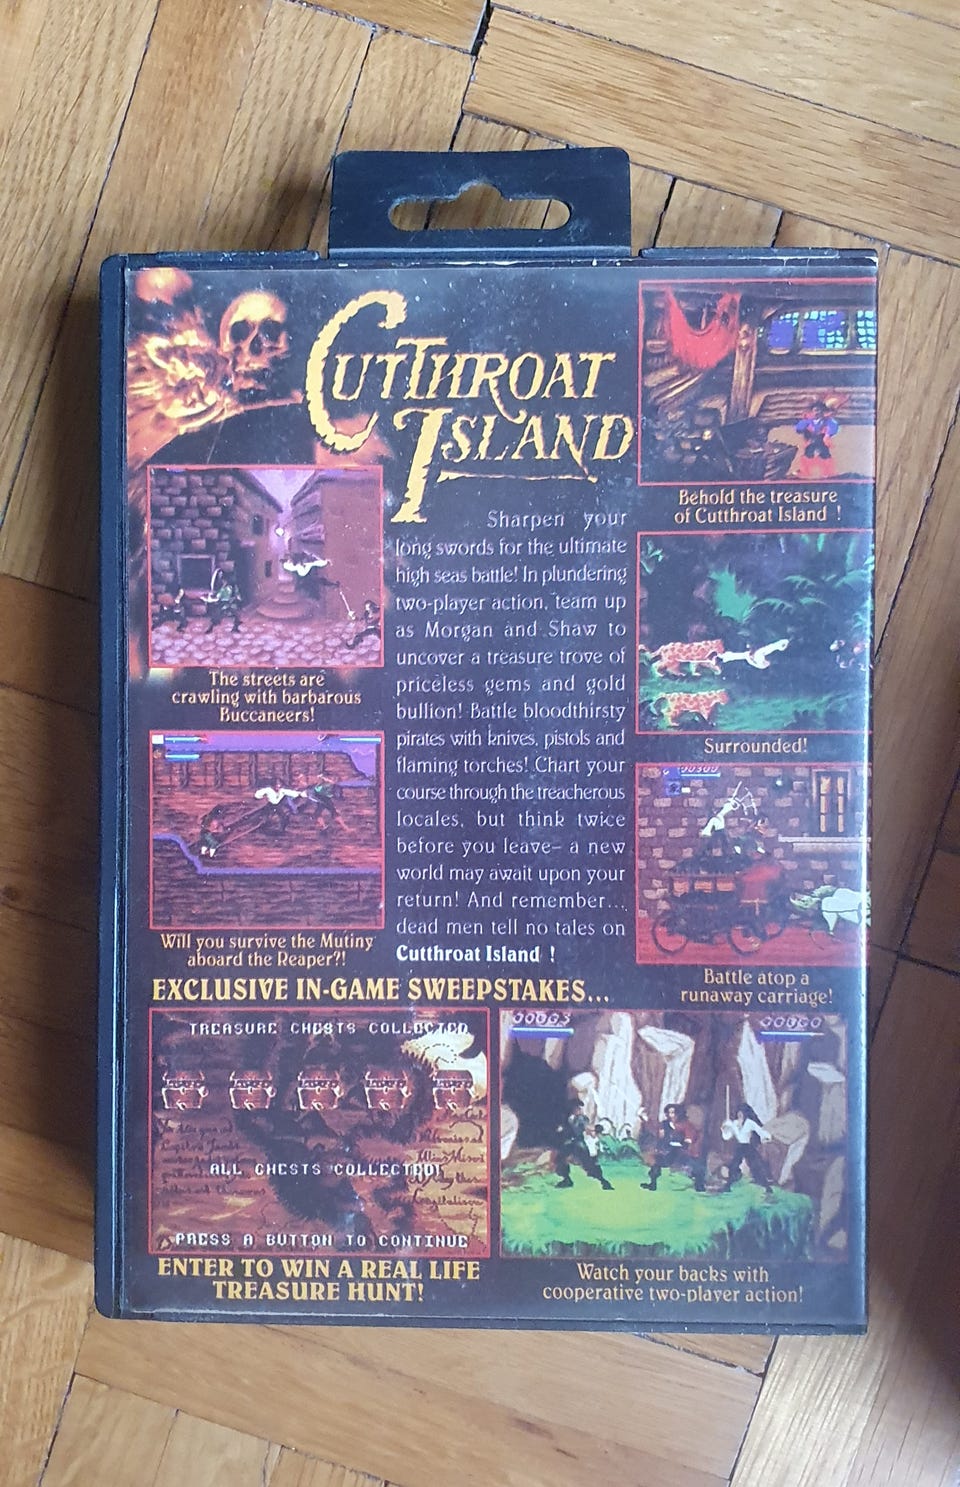 CUTTHROAT
ISLAND
Behold the treasure
of Cutthroat Island !
Sharpen your
long swords for the ultimate
high seas battle! In plundering
two-player action, team up
as Morgan and Shaw to
uncover a treasure trove of
priceless gems and gold
bullion! Battle bloodthirsty
pirates with knives, pistols and
flaming torches! Chart your
course through the treacherous
locales, but think twice
before you leave– a new
world may await upon your
return! And remember...
dead men tell no tales on
Cutthroat Island !
The streets are
crawling with barbarous
Buccaneers!
Surrounded!
Will you survive the Mutiny
aboard the Reaper?!
Battle atop a
runaway carriage!
EXCLUSIVE IN-GAME SWEEPSTAKES...
TREASURE CHESTS COLLECTED
ALL CHESTS COLLECTED!
PRESS A BUTTON TO CONTINUE
ENTER TO WIN A REAL LIFE
TREASURE HUNT!
Watch your backs with
cooperative two-player action!